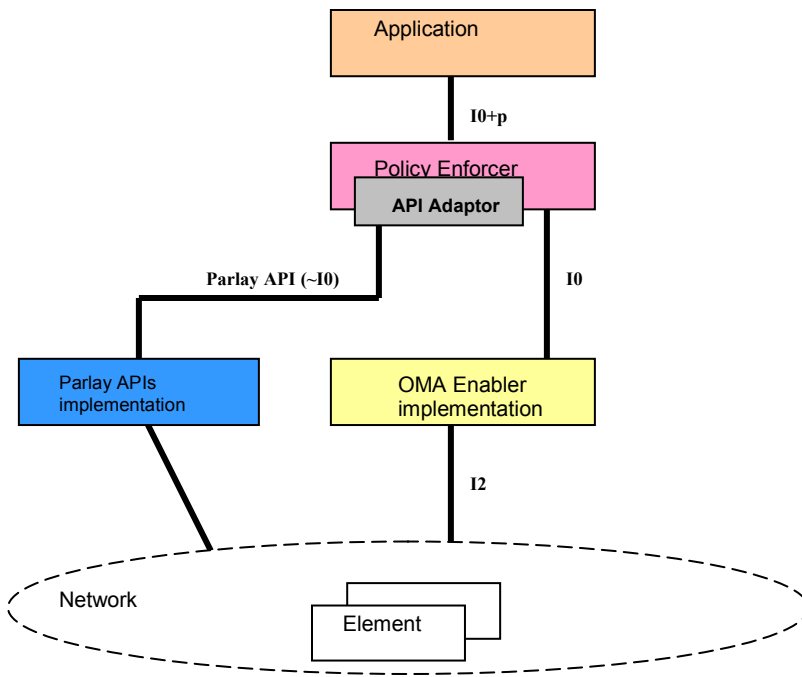 Application
I0+p
Policy Enforcer
API Adaptor
Parlay API (~I0)
I0
Parlay APIs
implementation
OMA Enabler
implementation
I2
Network
Element